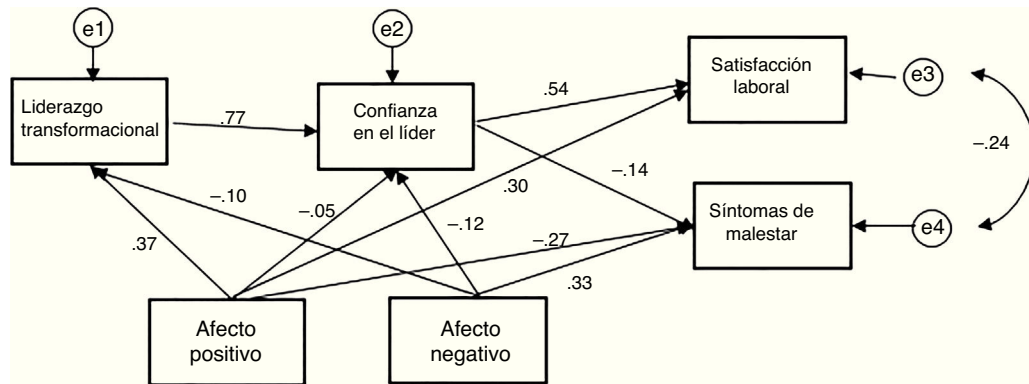 e1
e2
Satisfacción
laboral
e3
Liderazgo
transformacional
.77
Confianza
en el líder
.54
–.24
–.14
.30
–.10
–.05
–.12
Síntomas de
malestar
e4
.37
–.27
.33
Afecto
positivo
Afecto
negativo